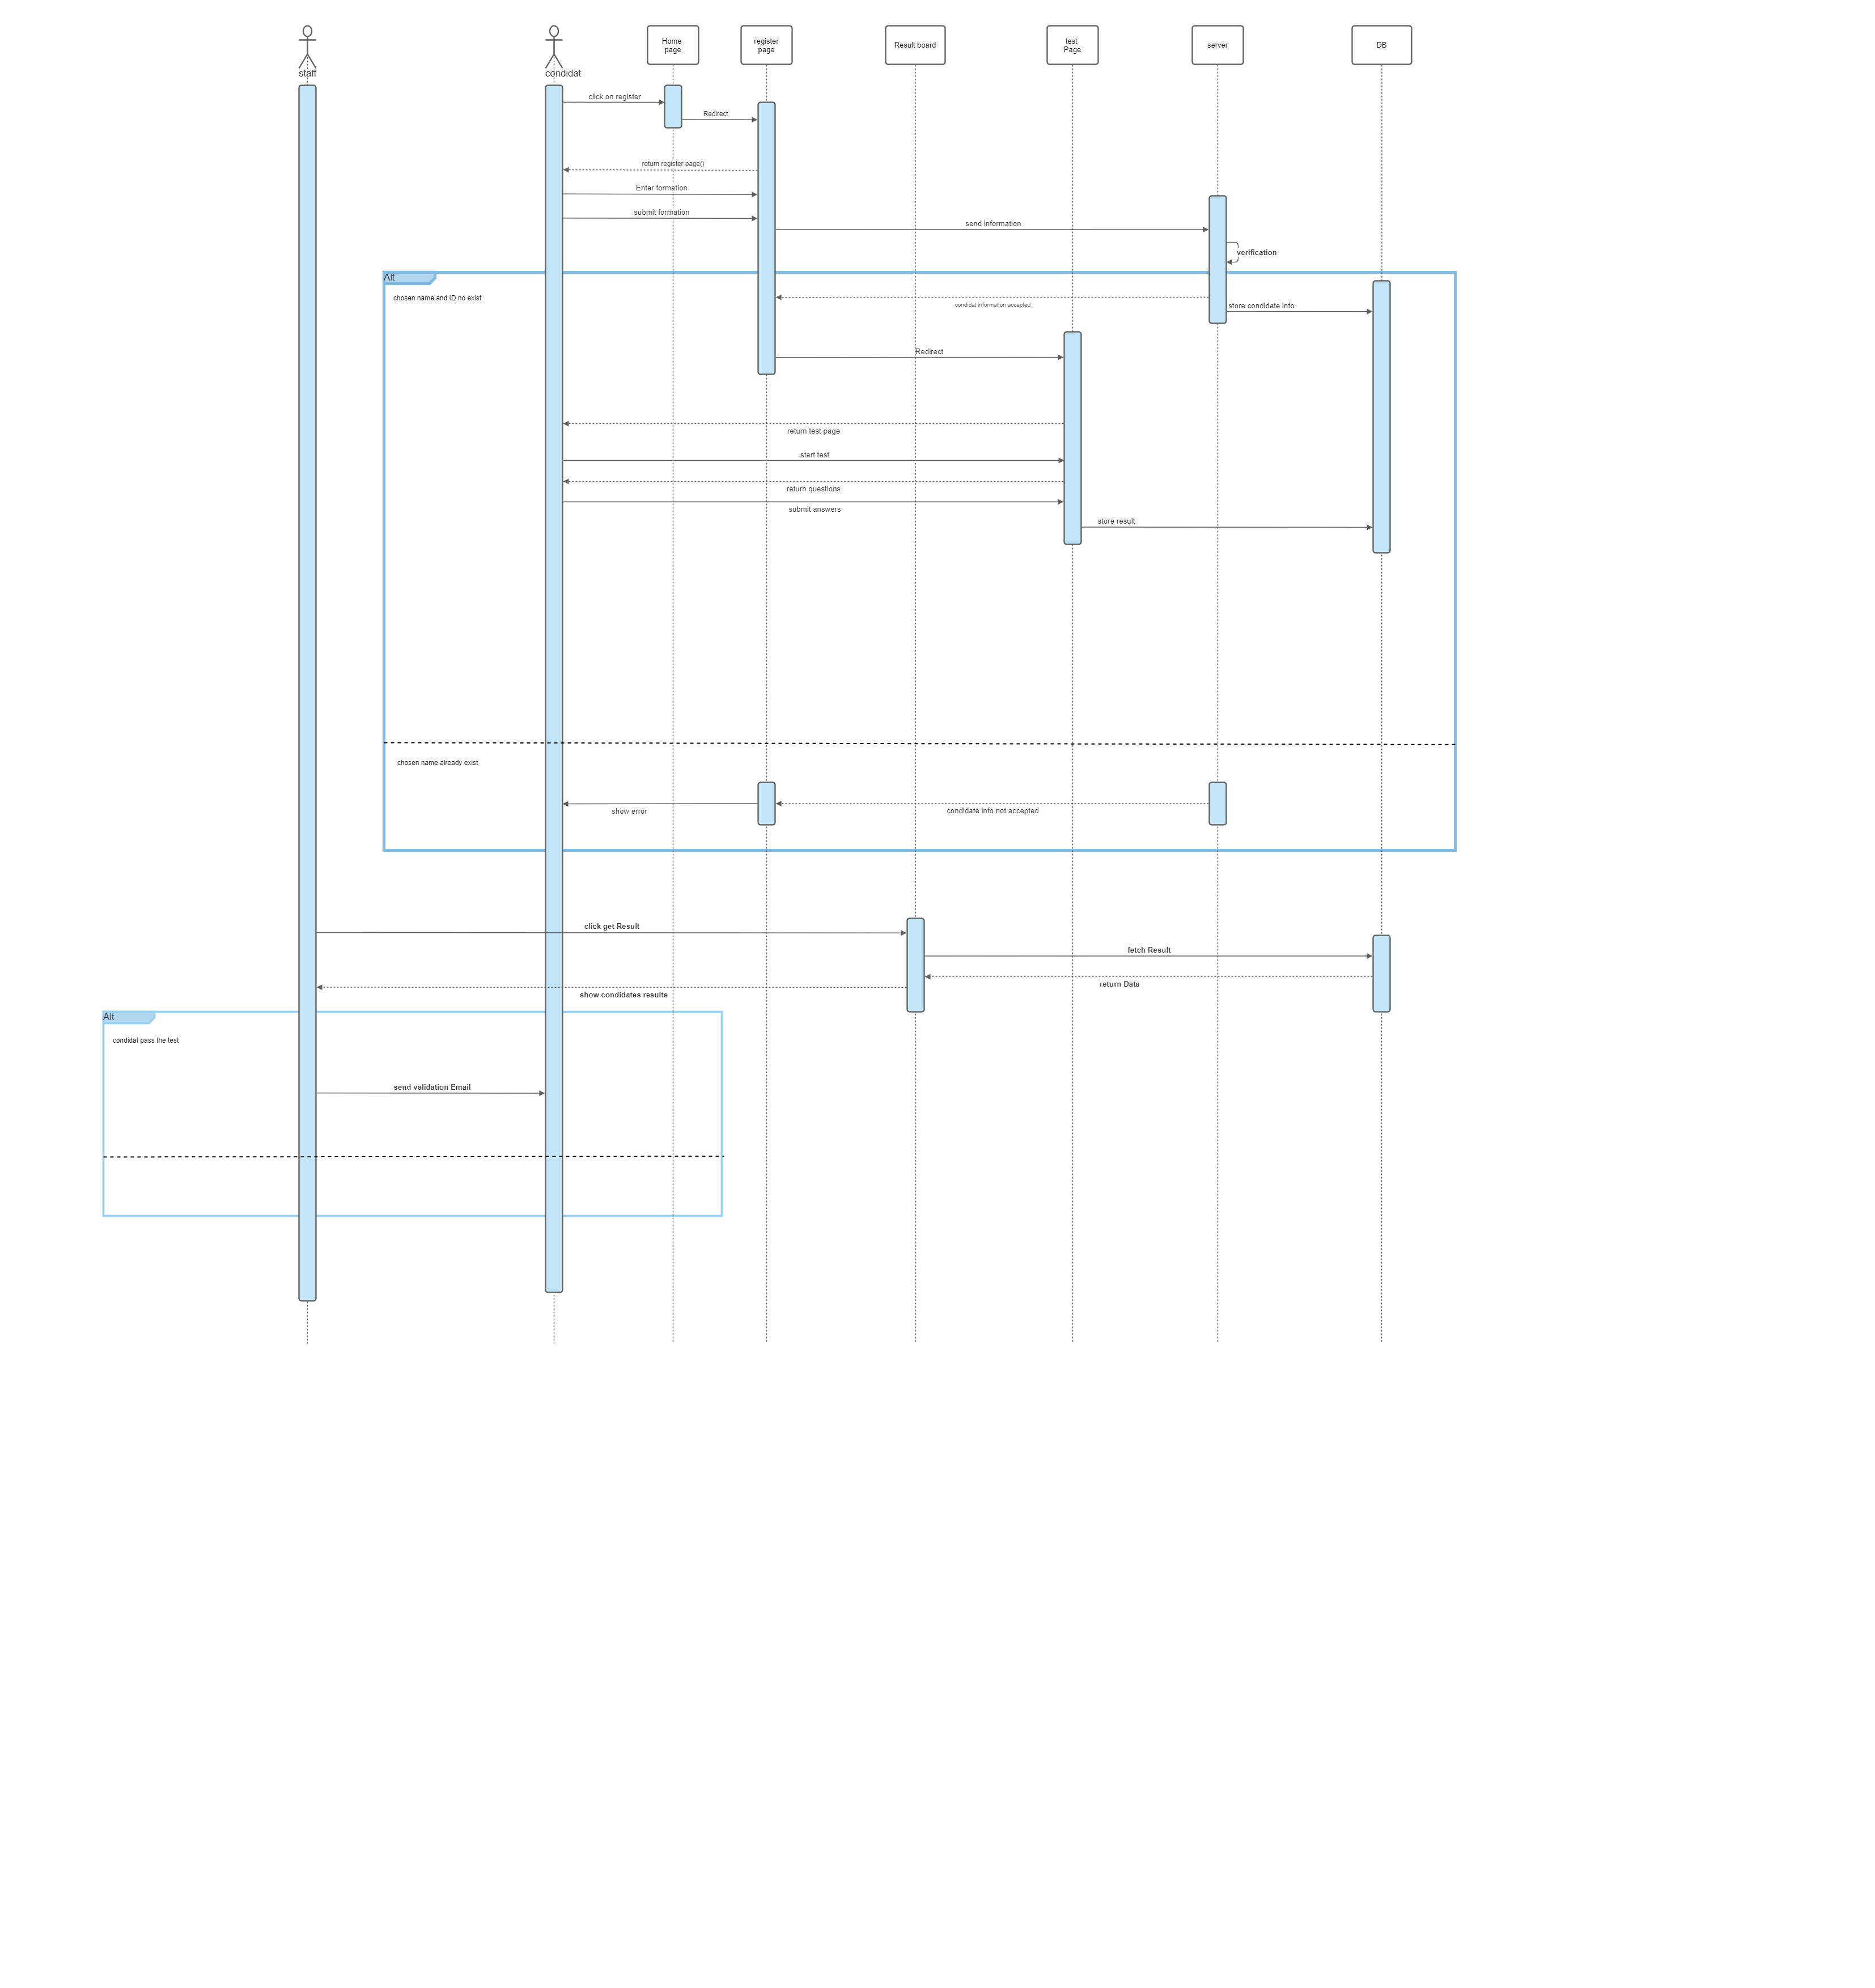 staff
condidat
Home
page
register
page
Result board
test
Page
server
DB
click on register
Redirect
return register page()
Enter formation
submit formation
send information
verification
Alt
chosen name and ID no exist
condidat information accepted
store condidate info
Redirect
return test page
start test
return questions
submit answers
store result
chosen name already exist
show error
condidate info not accepted
click get Result
fetch Result
return Data
show condidates results
Alt
condidat pass the test
send validation Email